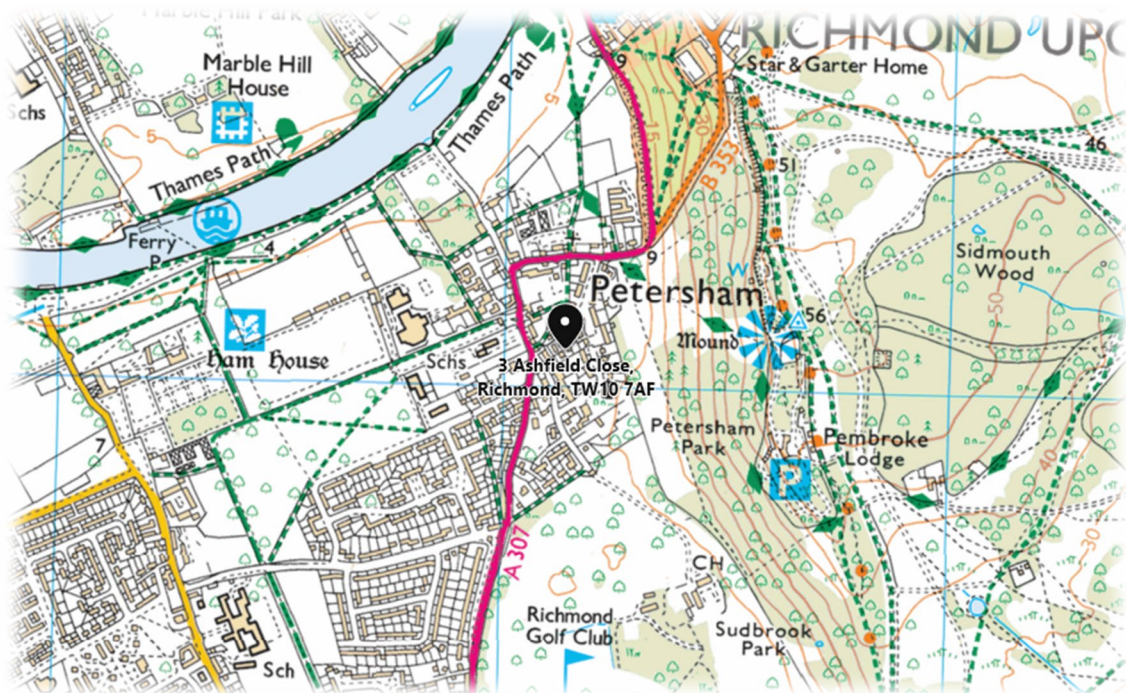 Marble Hill Park
RICHMOND UPO
Star & Garter Home
Marble Hill
House
Schs
5
Thames Path
Thames Path
5
15
30
B 353
51
46
Ferry
P
4
9
Sidmouth
Wood
50
W
Petersham
56
Mound
Ham House
Schs
3 Ashfield Close,
Richmond, TW10 7AF
Petersham
Park
Pembroke
Lodge
P
7
40
30
A 307
CH
Richmond
Golf Club
Sudbrook
Park
Sch